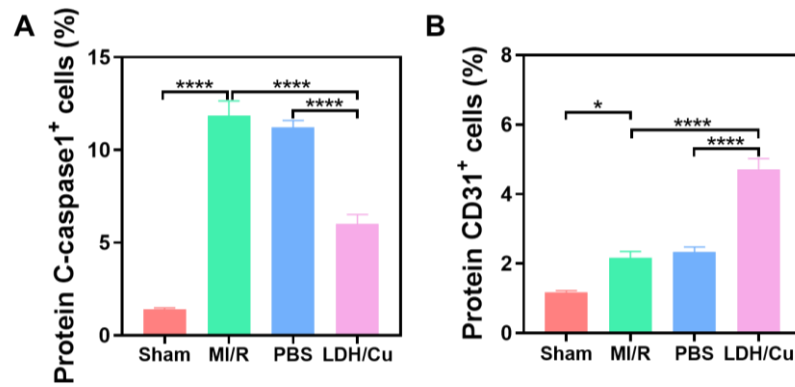 A
Protein C-caspase1+ cells (%)
15
10
5
0
****
****
****
Sham MI/R PBS LDH/Cu
B
Protein CD31+ cells (%)
8
6
4
2
0
*
****
****
Sham MI/R PBS LDH/Cu